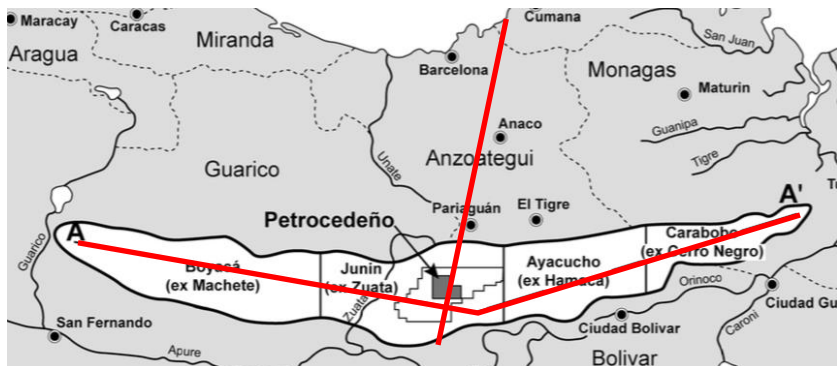 Maracay
Caracas
Cumana
Aragua
Miranda
San Juan
Barcelona
Monagas
Maturin
Anaco
Guanipa
Guarico
Unate
Anzoategui
Tigre
A'
Petrocedeño
Pariaguán
El Tigre
A
Carabobo
(ex Cerro Negro)
Guarico
Boyacá
(ex Machete)
Junin
(ex Zuata)
Ayacucho
(ex Hamaca)
Orinoco
Zuata
Ciudad Gu
San Fernando
Ciudad Bolivar
Caroni
Apure
Bolivar